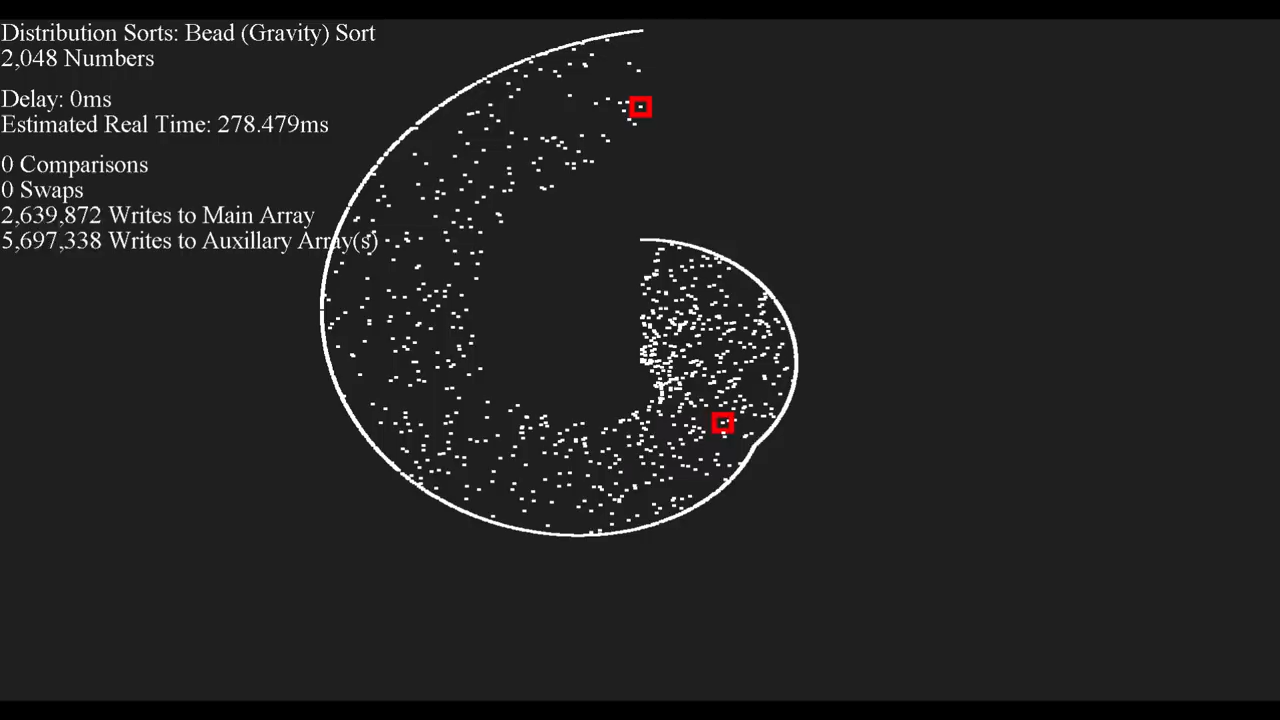 Distribution Sorts: Bead (Gravity) Sort
2,048 Numbers
Delay: 0ms
Estimated Real Time: 278.479ms
0 Comparisons
0 Swaps
2,639,872 Writes to Main Array
5,697,338 Writes to Auxillary Array(s)